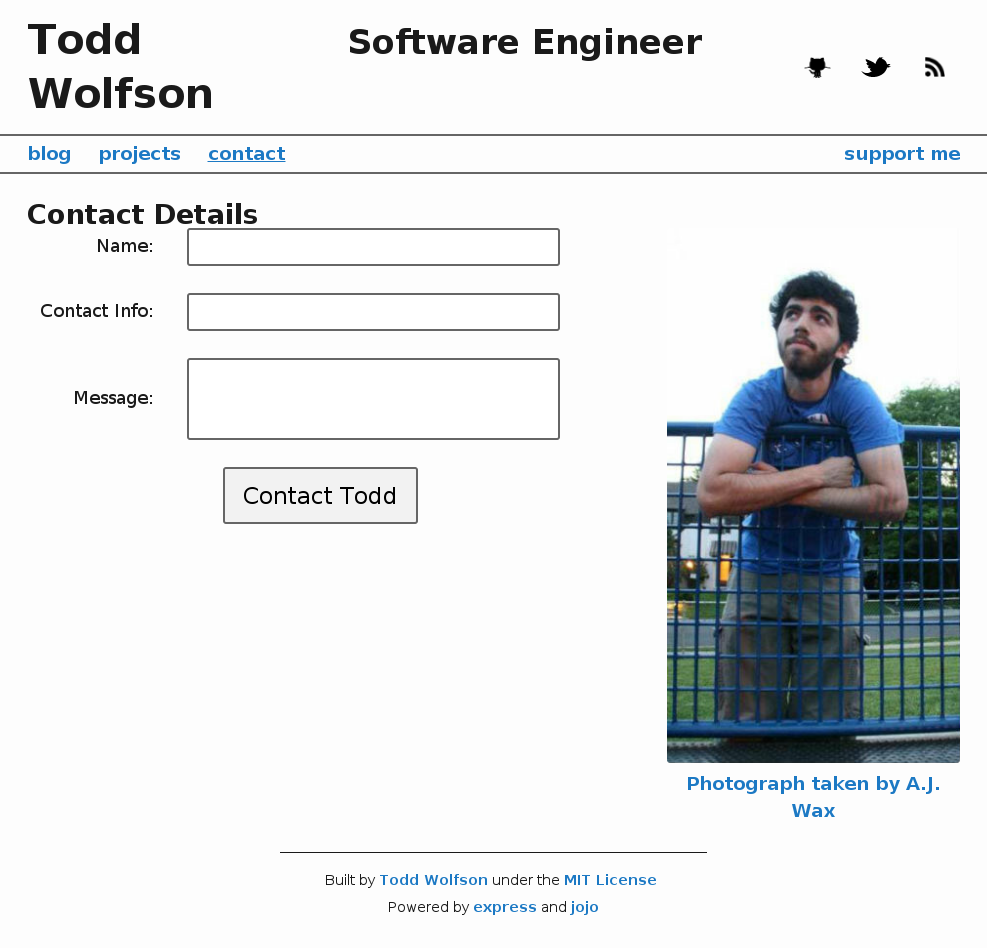 Todd
Wolfson
Software Engineer
blog projects contact support me
Contact Details
Name:
Contact Info:
Message:
Contact Todd
Photograph taken by A.J.
Wax
Built by Todd Wolfson under the MIT License
Powered by express and jojo